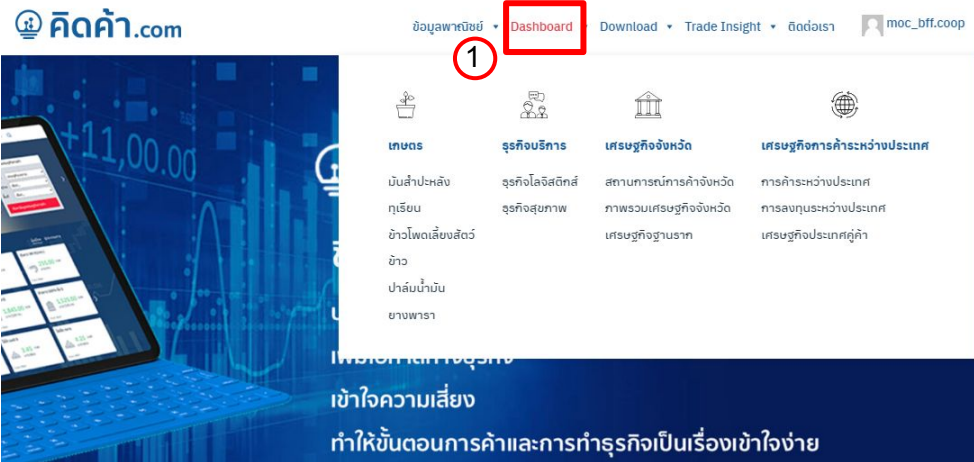 คิดค้า.com
ข้อมูลพาณิชย์ Dashboard Download Trade Insight ติดต่อเรา moc_bff.coop
1
+11,00.00
เกษตร ธุรกิจบริการ เศรษฐกิจจังหวัด เศรษฐกิจการค้าระหว่างประเทศ
มันสำปะหลัง ธุรกิจโลจิสติกส์ สถานการณ์การค้าจังหวัด การค้าระหว่างประเทศ
ทุเรียน ธุรกิจสุขภาพ ภาพรวมเศรษฐกิจจังหวัด การลงทุนระหว่างประเทศ
ข้าวโพดเลี้ยงสัตว์ เศรษฐกิจฐานราก เศรษฐกิจประเทศคู่ค้า
ข้าว
ปาล์มน้ำมัน
ยางพารา
เข้าใจความเสี่ยง
ทำให้ขั้นตอนการค้าและการทำธุรกิจเป็นเรื่องเข้าใจง่าย